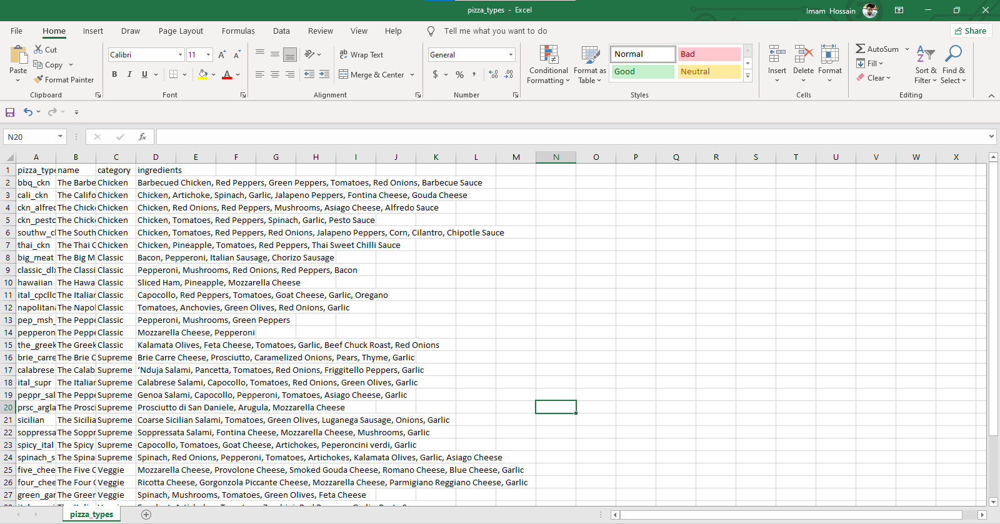 pizza_types - Excel
Imam Hossain
File Home Insert Draw Page Layout Formulas Data Review View Help Tell me what you want to do Share
Paste
Cut
Copy
Format Painter
Clipboard
Calibri 11
B I U
Font
Wrap Text
Merge & Center
Alignment
General
$ % ,
Number
Conditional Formatting
Format as Table
Normal Bad
Good Neutral
Styles
Insert Delete Format
Cells
AutoSum
Fill
Clear
Sort & Filter
Find & Select
Editing
N20 fx
A B C D E F G H I J K L M N O P Q R S T U V W X
1 pizza_type name category ingredients
2 bbq_ckn The Barbe Chicken Barbecued Chicken, Red Peppers, Green Peppers, Tomatoes, Red Onions, Barbecue Sauce
3 cali_ckn The Califo Chicken Chicken, Artichoke, Spinach, Garlic, Jalapeno Peppers, Fontina Cheese, Gouda Cheese
4 ckn_alfred The Chick Chicken Chicken, Red Onions, Red Peppers, Mushrooms, Asiago Cheese, Alfredo Sauce
5 ckn_pesto The Chick Chicken Chicken, Tomatoes, Red Peppers, Spinach, Garlic, Pesto Sauce
6 southw_c The South Chicken Chicken, Tomatoes, Red Peppers, Red Onions, Jalapeno Peppers, Corn, Cilantro, Chipotle Sauce
7 thai_ckn The Thai C Chicken Chicken, Pineapple, Tomatoes, Red Peppers, Thai Sweet Chilli Sauce
8 big_meat The Big M Classic Bacon, Pepperoni, Italian Sausage, Chorizo Sausage
9 classic_dlx The Classi Classic Pepperoni, Mushrooms, Red Onions, Red Peppers, Bacon
10 hawaiian The Hawa Classic Sliced Ham, Pineapple, Mozzarella Cheese
11 ital_cpcllo The Italian Classic Capocollo, Red Peppers, Tomatoes, Goat Cheese, Garlic, Oregano
12 napolitana The Napol Classic Tomatoes, Anchovies, Green Olives, Red Onions, Garlic
13 pep_msh_ The Peppe Classic Pepperoni, Mushrooms, Green Peppers
14 pepperon The Peppe Classic Mozzarella Cheese, Pepperoni
15 the_greek The Greek Classic Kalamata Olives, Feta Cheese, Tomatoes, Garlic, Beef Chuck Roast, Red Onions
16 brie_carre The Brie C Supreme Brie Carre Cheese, Prosciutto, Caramelized Onions, Pears, Thyme, Garlic
17 calabrese The Calab Supreme ‘Nduja Salami, Pancetta, Tomatoes, Red Onions, Friggitello Peppers, Garlic
18 ital_supr The Italian Supreme Calabrese Salami, Capocollo, Tomatoes, Red Onions, Green Olives, Garlic
19 peppr_sal The Peppe Supreme Genoa Salami, Capocollo, Pepperoni, Tomatoes, Asiago Cheese, Garlic
20 prsc_argla The Prosci Supreme Prosciutto di San Daniele, Arugula, Mozzarella Cheese
21 sicilian The Sicilia Supreme Coarse Sicilian Salami, Tomatoes, Green Olives, Luganega Sausage, Onions, Garlic
22 soppressa The Soppr Supreme Soppressata Salami, Fontina Cheese, Mozzarella Cheese, Mushrooms, Garlic
23 spicy_ital The Spicy Supreme Capocollo, Tomatoes, Goat Cheese, Artichokes, Peperoncini verdi, Garlic
24 spinach_s The Spina Supreme Spinach, Red Onions, Pepperoni, Tomatoes, Artichokes, Kalamata Olives, Garlic, Asiago Cheese
25 five_chee The Five C Veggie Mozzarella Cheese, Provolone Cheese, Smoked Gouda Cheese, Romano Cheese, Blue Cheese, Garlic
26 four_chee The Four Veggie Ricotta Cheese, Gorgonzola Piccante Cheese, Mozzarella Cheese, Parmigiano Reggiano Cheese, Garlic
27 green_gar The Green Veggie Spinach, Mushrooms, Tomatoes, Green Olives, Feta Cheese
pizza_types